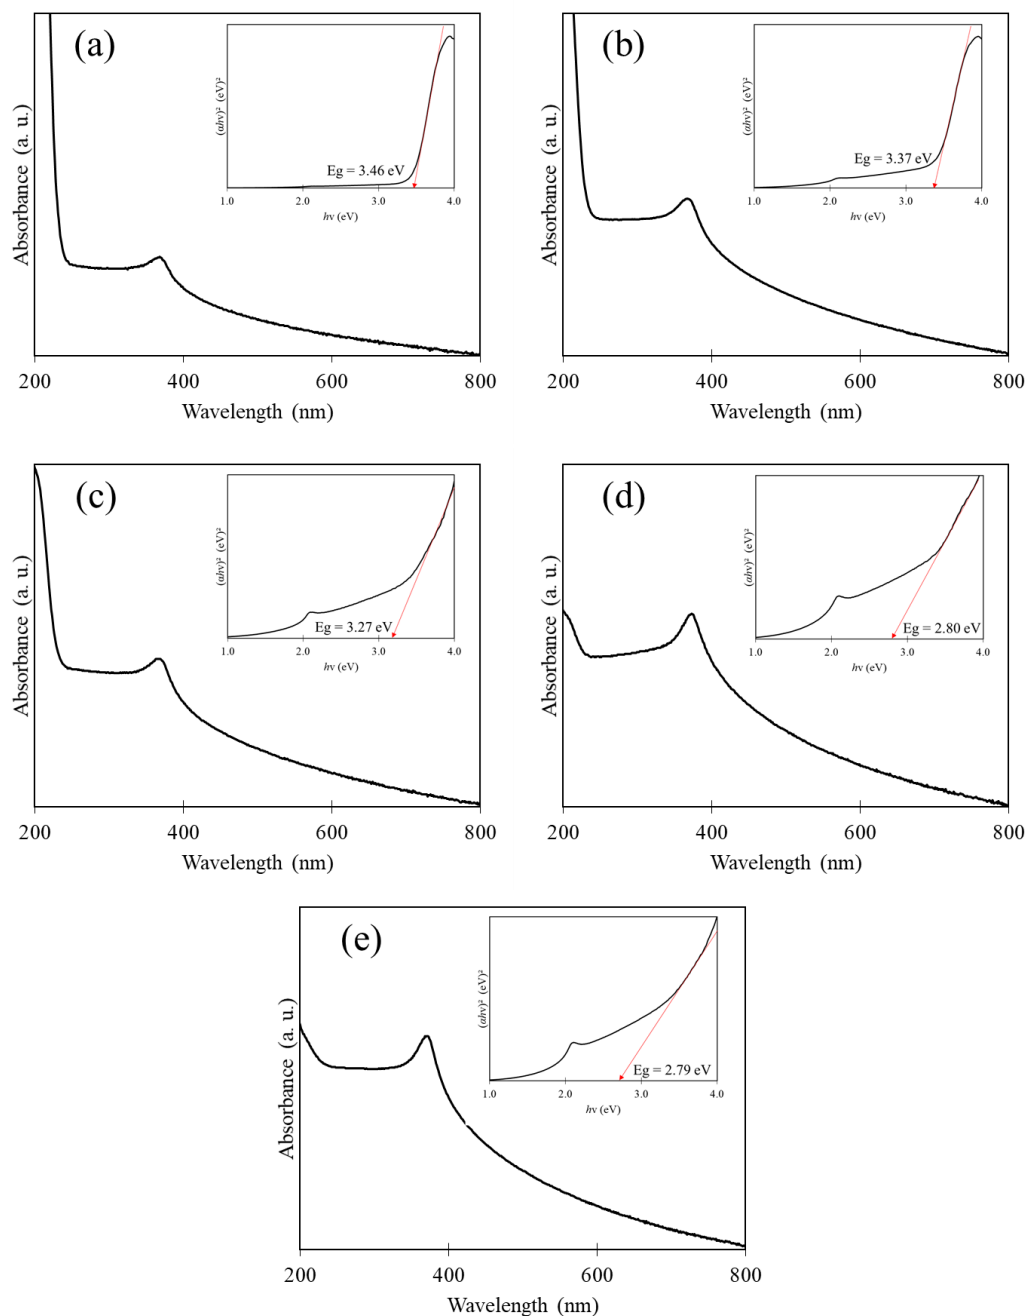 (a)
(αhν)² (eV)²
Eg = 3.46 eV
1.0 2.0 3.0 4.0
hν (eV)
Absorbance (a. u.)
200 400 600 800
Wavelength (nm)
(b)
(αhν)² (eV)²
Eg = 3.37 eV
1.0 2.0 3.0 4.0
hν (eV)
Absorbance (a. u.)
200 400 600 800
Wavelength (nm)
(c)
(αhν)² (eV)²
Eg = 3.27 eV
1.0 2.0 3.0 4.0
hν (eV)
Absorbance (a. u.)
200 400 600 800
Wavelength (nm)
(d)
(αhν)² (eV)²
Eg = 2.80 eV
1.0 2.0 3.0 4.0
hν (eV)
Absorbance (a. u.)
200 400 600 800
Wavelength (nm)
(e)
(αhν)² (eV)²
Eg = 2.79 eV
1.0 2.0 3.0 4.0
hν (eV)
Absorbance (a. u.)
200 400 600 800
Wavelength (nm)